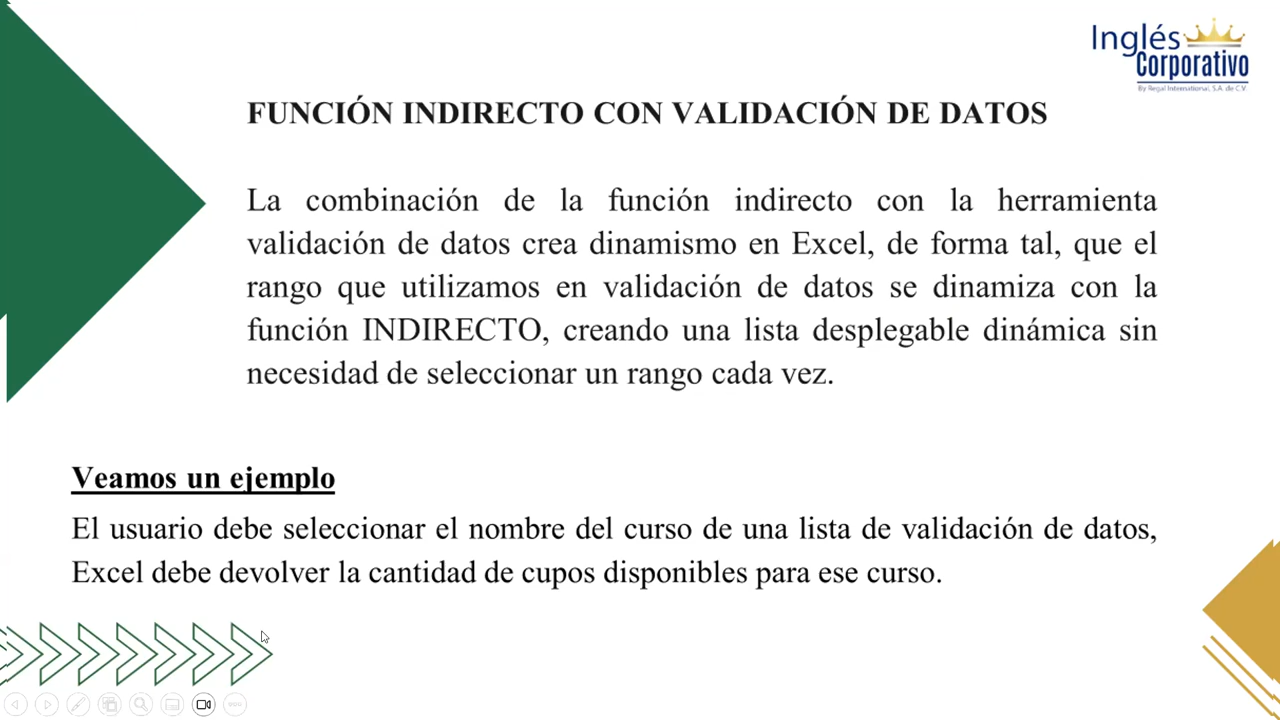 Inglés
Corporativo
By Regal International, S.A. de C.V.
FUNCIÓN INDIRECTO CON VALIDACIÓN DE DATOS
La combinación de la función indirecto con la herramienta
validación de datos crea dinamismo en Excel, de forma tal, que el
rango que utilizamos en validación de datos se dinamiza con la
función INDIRECTO, creando una lista desplegable dinámica sin
necesidad de seleccionar un rango cada vez.
Veamos un ejemplo
El usuario debe seleccionar el nombre del curso de una lista de validación de datos,
Excel debe devolver la cantidad de cupos disponibles para ese curso.